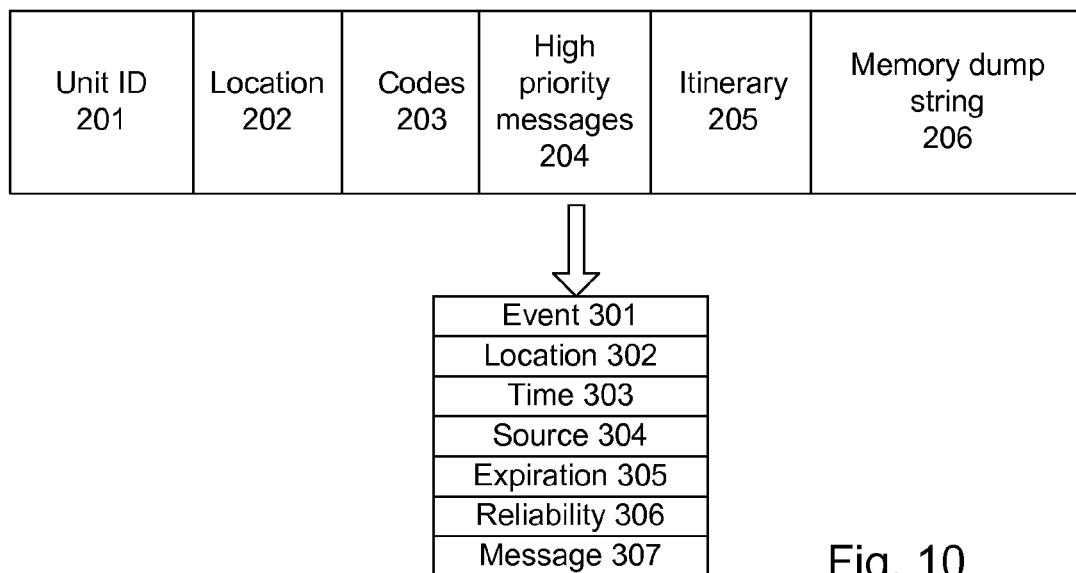 Unit ID
201
Location
202
Codes
203
High
priority
messages
204
Itinerary
205
Memory dump
string
206
Event 301
Location 302
Time 303
Source 304
Expiration 305
Reliability 306
Message 307
Fig. 10